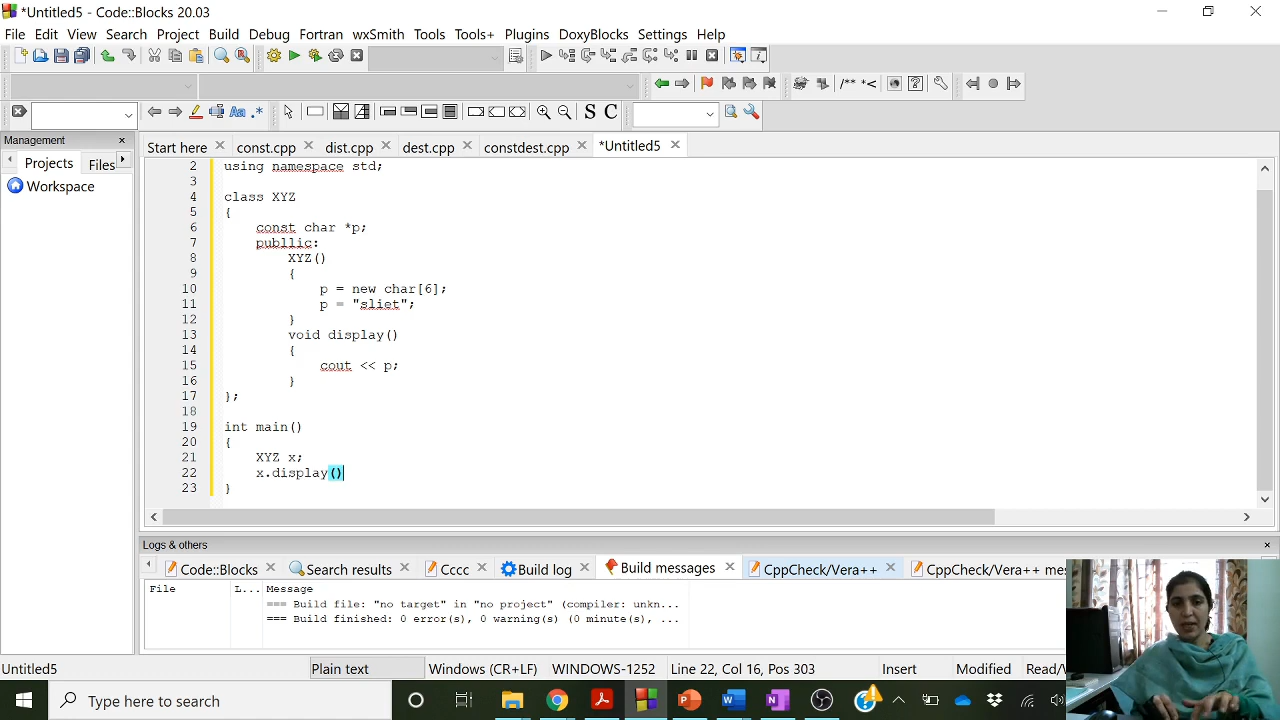 *Untitled5 - Code::Blocks 20.03
File Edit View Search Project Build Debug Fortran wxSmith Tools Tools+ Plugins DoxyBlocks Settings Help
/** *<
Aa .* S C
Management
Start here const.cpp dist.cpp dest.cpp constdest.cpp *Untitled5
Projects Files
Workspace
2 using namespace std;
3
4 class XYZ
5 {
6 const char *p;
7 publlic:
8 XYZ()
9 {
10 p = new char[6];
11 p = "sliet";
12 }
13 void display()
14 {
15 cout << p;
16 }
17 };
18
19 int main()
20 {
21 XYZ x;
22 x.display()
23 }
Logs & others
Code::Blocks Search results Cccc Build log Build messages CppCheck/Vera++ CppCheck/Vera++ mes
File L... Message
=== Build file: "no target" in "no project" (compiler: unkn...
=== Build finished: 0 error(s), 0 warning(s) (0 minute(s), ...
Untitled5 Plain text Windows (CR+LF) WINDOWS-1252 Line 22, Col 16, Pos 303 Insert Modified Read/
Type here to search